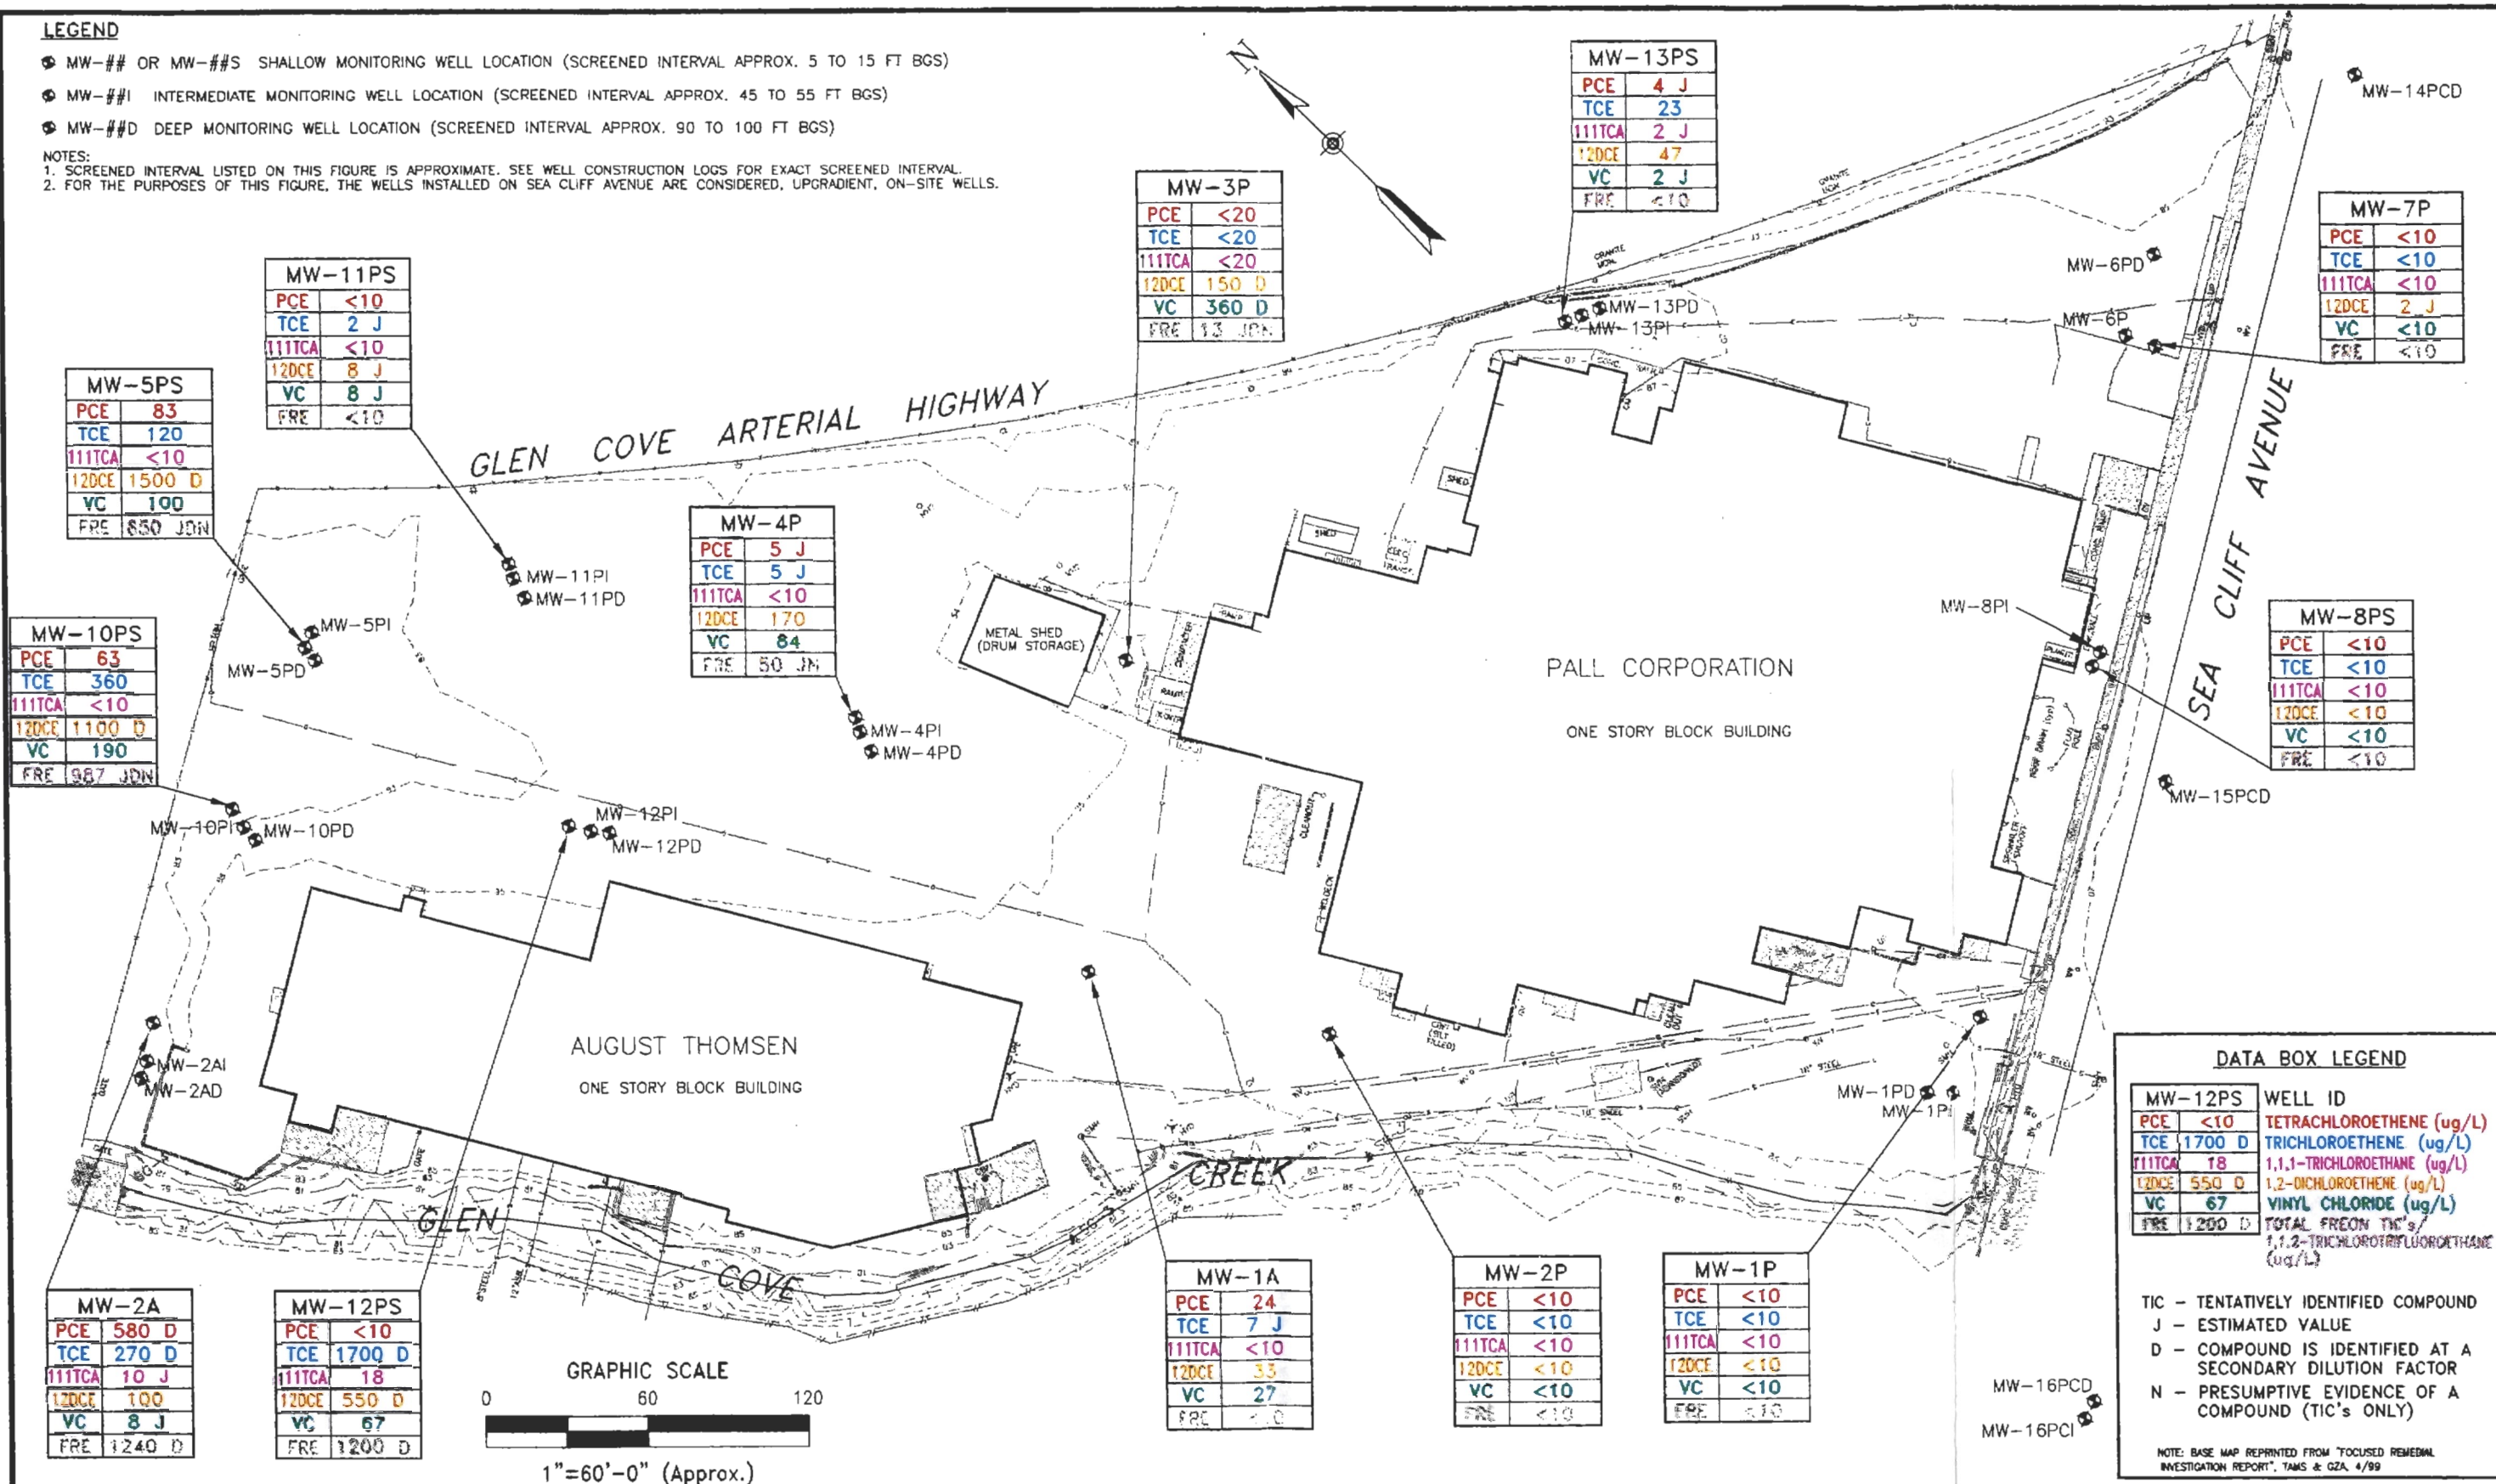 LEGEND
MW-## OR MW-##S SHALLOW MONITORING WELL LOCATION (SCREENED INTERVAL APPROX. 5 TO 15 FT BGS)
MW-##I INTERMEDIATE MONITORING WELL LOCATION (SCREENED INTERVAL APPROX. 45 TO 55 FT BGS)
MW-##D DEEP MONITORING WELL LOCATION (SCREENED INTERVAL APPROX. 90 TO 100 FT BGS)
NOTES:
1. SCREENED INTERVAL LISTED ON THIS FIGURE IS APPROXIMATE. SEE WELL CONSTRUCTION LOGS FOR EXACT SCREENED INTERVAL.
2. FOR THE PURPOSES OF THIS FIGURE, THE WELLS INSTALLED ON SEA CLIFF AVENUE ARE CONSIDERED, UPGRADIENT, ON-SITE WELLS.
N
MW-13PS
PCE 4 J
TCE 23
111TCA 2 J
12DCE 47
VC 2 J
FRE <10
MW-14PCD
MW-3P
PCE <20
TCE <20
111TCA <20
12DCE 150 D
VC 360 D
FRE 13 JDN
MW-7P
PCE <10
TCE <10
111TCA <10
12DCE 2 J
VC <10
FRE <10
MW-6PD
MW-6P
MW-13PD
MW-13PI
MW-11PS
PCE <10
TCE 2 J
111TCA <10
12DCE 8 J
VC 8 J
FRE <10
MW-5PS
PCE 83
TCE 120
111TCA <10
12DCE 1500 D
VC 100
FRE 850 JDN
GLEN COVE ARTERIAL HIGHWAY
SEA CLIFF AVENUE
MW-4P
PCE 5 J
TCE 5 J
111TCA <10
12DCE 170
VC 84
FRE 50 JN
SHED
SHED
MW-11PI
MW-11PD
MW-5PI
MW-5PD
MW-10PS
PCE 63
TCE 360
111TCA <10
12DCE 1100 D
VC 190
FRE 987 JDN
METAL SHED
(DRUM STORAGE)
PALL CORPORATION
ONE STORY BLOCK BUILDING
MW-8PI
MW-8PS
PCE <10
TCE <10
111TCA <10
12DCE <10
VC <10
FRE <10
MW-4PI
MW-4PD
MW-15PCD
MW-10PI
MW-10PD
MW-12PI
MW-12PD
CLEANOUT
AUGUST THOMSEN
ONE STORY BLOCK BUILDING
MW-2AI
MW-2AD
GATE
MW-1PD
MW-1PI
GLEN COVE CREEK
MW-2A
PCE 580 D
TCE 270 D
111TCA 10 J
12DCE 100
VC 8 J
FRE 1240 D
MW-12PS
PCE <10
TCE 1700 D
111TCA 18
12DCE 550 D
VC 67
FRE 1200 D
GRAPHIC SCALE
0 60 120
1"=60'-0" (Approx.)
MW-1A
PCE 24
TCE 7 J
111TCA <10
12DCE 33
VC 27
FRE <10
MW-2P
PCE <10
TCE <10
111TCA <10
12DCE <10
VC <10
FRE <10
MW-1P
PCE <10
TCE <10
111TCA <10
12DCE <10
VC <10
FRE <10
MW-16PCD
MW-16PCI
DATA BOX LEGEND
MW-12PS WELL ID
PCE <10 TETRACHLOROETHENE (ug/L)
TCE 1700 D TRICHLOROETHENE (ug/L)
111TCA 18 1,1,1-TRICHLOROETHANE (ug/L)
12DCE 550 D 1,2-DICHLOROETHENE (ug/L)
VC 67 VINYL CHLORIDE (ug/L)
FRE 1200 D TOTAL FREON TIC's/
1,1,2-TRICHLOROTRIFLUOROETHANE
(ug/L)
TIC - TENTATIVELY IDENTIFIED COMPOUND
J - ESTIMATED VALUE
D - COMPOUND IS IDENTIFIED AT A
SECONDARY DILUTION FACTOR
N - PRESUMPTIVE EVIDENCE OF A
COMPOUND (TIC's ONLY)
NOTE: BASE MAP REPRINTED FROM "FOCUSED REMEDIAL
INVESTIGATION REPORT", TAMS & GZA, 4/99